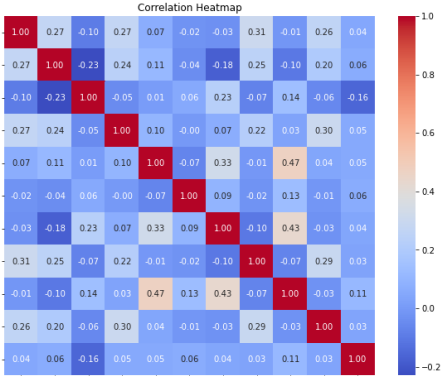 Correlation Heatmap
1.00 0.27 -0.10 0.27 0.07 -0.02 -0.03 0.31 -0.01 0.26 0.04
0.27 1.00 -0.23 0.24 0.11 -0.04 -0.18 0.25 -0.10 0.20 0.06
-0.10 -0.23 1.00 -0.05 0.01 0.06 0.23 -0.07 0.14 -0.06 -0.16
0.27 0.24 -0.05 1.00 0.10 -0.00 0.07 0.22 0.03 0.30 0.05
0.07 0.11 0.01 0.10 1.00 -0.07 0.33 -0.01 0.47 0.04 0.05
-0.02 -0.04 0.06 -0.00 -0.07 1.00 0.09 -0.02 0.13 -0.01 0.06
-0.03 -0.18 0.23 0.07 0.33 0.09 1.00 -0.10 0.43 -0.03 0.04
0.31 0.25 -0.07 0.22 -0.01 -0.02 -0.10 1.00 -0.07 0.29 0.03
-0.01 -0.10 0.14 0.03 0.47 0.13 0.43 -0.07 1.00 -0.03 0.11
0.26 0.20 -0.06 0.30 0.04 -0.01 -0.03 0.29 -0.03 1.00 0.03
0.04 0.06 -0.16 0.05 0.05 0.06 0.04 0.03 0.11 0.03 1.00
1.0
0.8
0.6
0.4
0.2
0.0
-0.2